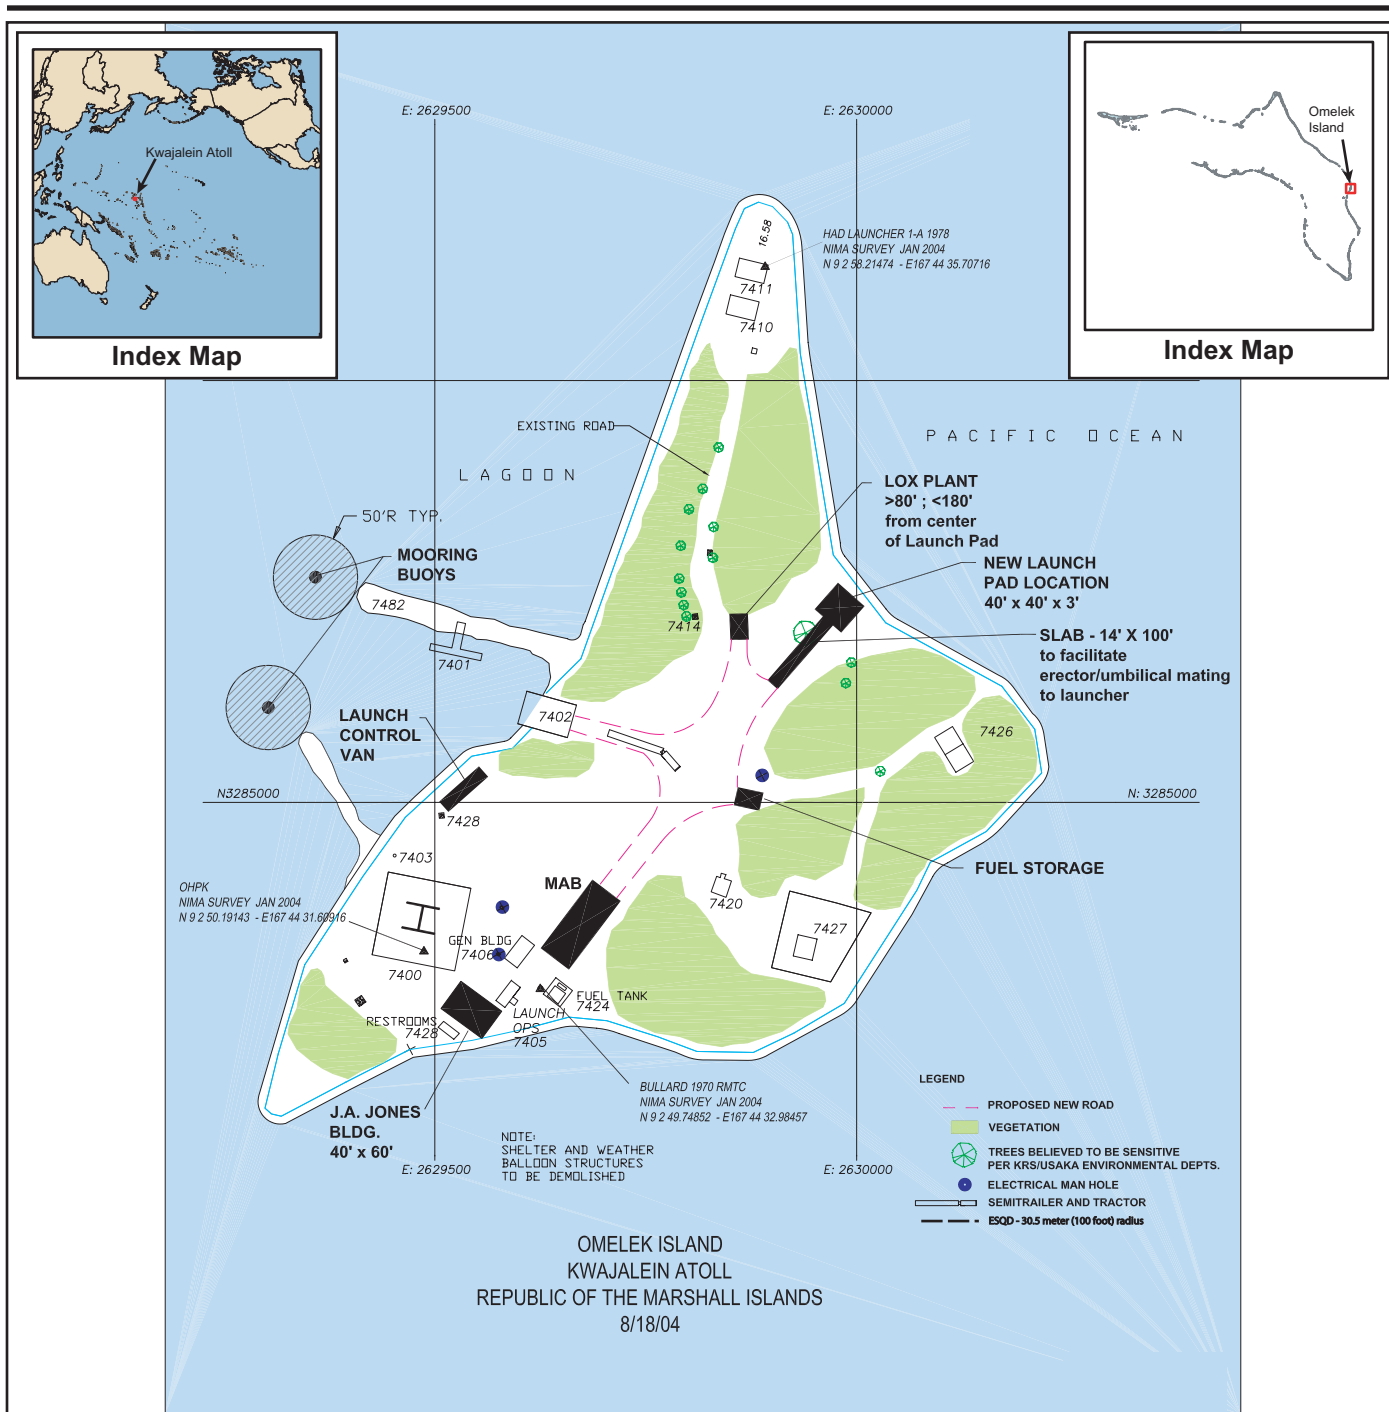 Kwajalein Atoll
Index Map
Omelek
Island
Index Map
E: 2629500
E: 2630000
16.58
HAD LAUNCHER 1-A 1978
NIMA SURVEY JAN 2004
N 9 2 58.21474 - E167 44 35.70716
7411
7410
EXISTING ROAD
LAGOON
PACIFIC OCEAN
LOX PLANT
>80' ; <180'
from center
of Launch Pad
50'R TYP.
MOORING
BUOYS
NEW LAUNCH
PAD LOCATION
40' x 40' x 3'
7482
7414
7401
SLAB - 14' X 100'
to facilitate
erector/umbilical mating
to launcher
7402
LAUNCH
CONTROL
VAN
7426
N3285000
N: 3285000
7428
7403
FUEL STORAGE
MAB
OHPK
NIMA SURVEY JAN 2004
N 9 2 50.19143 - E167 44 31.60916
7420
7427
GEN BLDG
7406
7400
FUEL TANK
7424
RESTROOMS
7428
LAUNCH
OPS
7405
J.A. JONES
BLDG.
40' x 60'
BULLARD 1970 RMTC
NIMA SURVEY JAN 2004
N 9 2 49.74852 - E167 44 32.98457
NOTE:
SHELTER AND WEATHER
BALLOON STRUCTURES
TO BE DEMOLISHED
E: 2629500
E: 2630000
LEGEND
PROPOSED NEW ROAD
VEGETATION
TREES BELIEVED TO BE SENSITIVE
PER KRS/USAKA ENVIRONMENTAL DEPTS.
ELECTRICAL MAN HOLE
SEMITRAILER AND TRACTOR
ESQD - 30.5 meter (100 foot) radius
OMELEK ISLAND
KWAJALEIN ATOLL
REPUBLIC OF THE MARSHALL ISLANDS
8/18/04